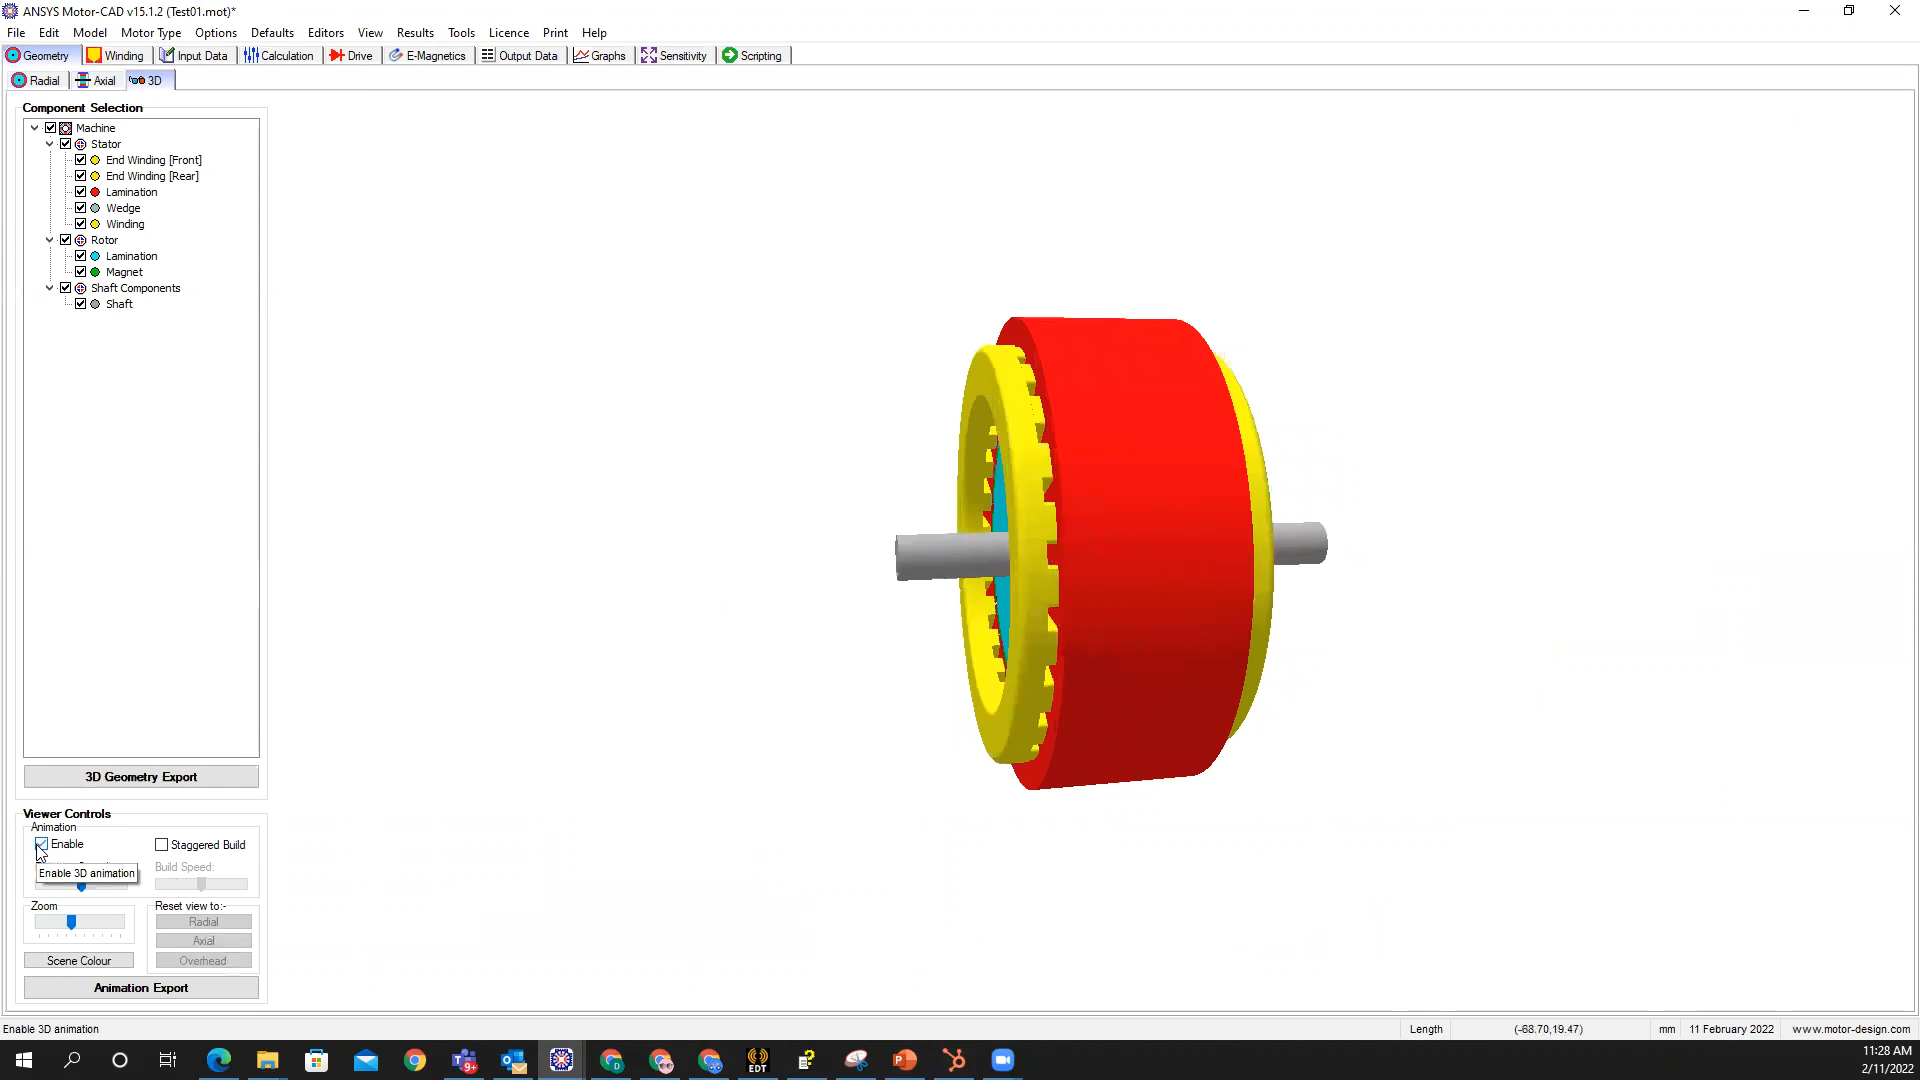 ANSYS Motor-CAD v15.1.2 (Test01.mot)*
File Edit Model Motor Type Options Defaults Editors View Results Tools Licence Print Help
Geometry Winding Input Data Calculation Drive E-Magnetics Output Data Graphs Sensitivity Scripting
Radial Axial 3D
Component Selection
Machine
Stator
End Winding [Front]
End Winding [Rear]
Lamination
Wedge
Winding
Rotor
Lamination
Magnet
Shaft Components
Shaft
3D Geometry Export
Viewer Controls
Animation
Enable Staggered Build
Build Speed:
Enable 3D animation
Zoom Reset view to:-
Radial
Axial
Scene Colour Overhead
Animation Export
Enable 3D animation Length (-68.70,19.47) mm 11 February 2022 www.motor-design.com
9+
EDT
11:28 AM
2/11/2022